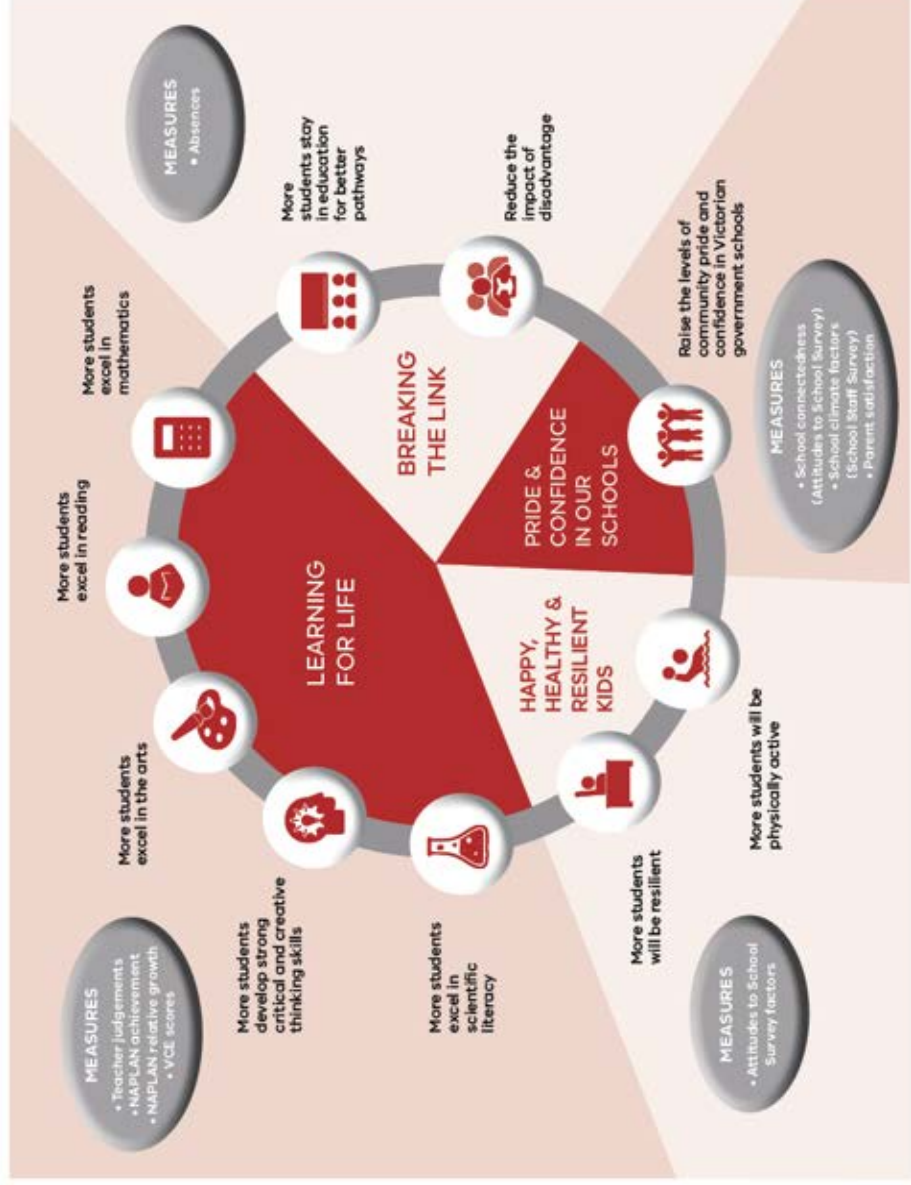 MEASURES
• Teacher judgements
• NAPLAN achievement
• NAPLAN relative growth
• VCE scores
More students
excel in the arts
More students
excel in reading
More students
excel in
mathematics
MEASURES
• Absences
More students
develop strong
critical and creative
thinking skills
LEARNING
FOR LIFE
More
students stay
in education
for better
pathways
More students
excel in
scientific
literacy
BREAKING
THE LINK
Reduce the
impact of
disadvantage
HAPPY,
HEALTHY &
RESILIENT
KIDS
PRIDE &
CONFIDENCE
IN OUR
SCHOOLS
More students
will be resilient
More students will be
physically active
Raise the levels of
community pride and
confidence in Victorian
government schools
MEASURES
• Attitudes to School
Survey factors
MEASURES
• School connectedness
(Attitudes to School Survey)
• School climate factors
(School Staff Survey)
• Parent satisfaction